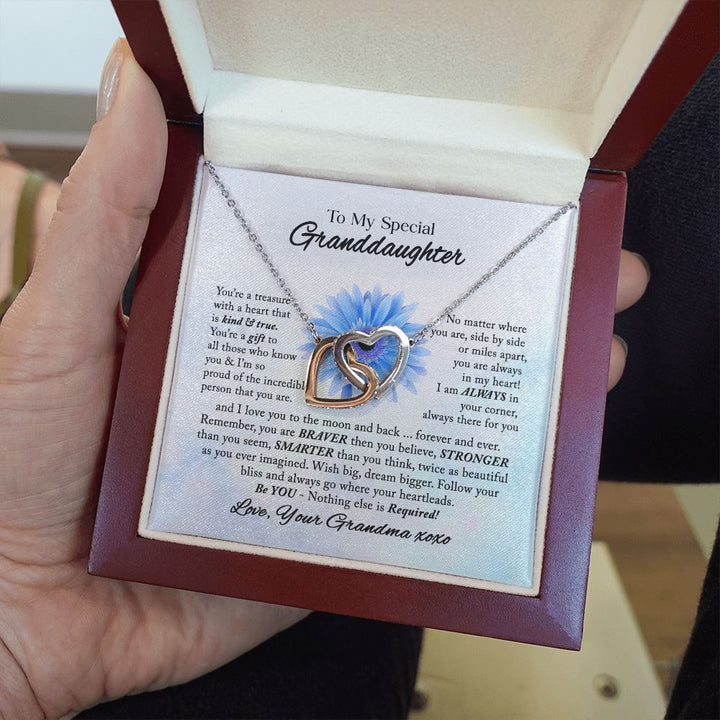 To My Special
Granddaughter
You're a treasure
with a heart that
is kind & true.
You're a gift to
all those who know
you & I'm so
proud of the incredible
person that you are.
No matter where
you are, side by side
or miles apart,
you are always
in my heart!
I am ALWAYS in
your corner,
always there for you
and I love you to the moon and back ... forever and ever.
Remember, you are BRAVER then you believe, STRONGER
than you seem, SMARTER than you think, twice as beautiful
as you ever imagined. Wish big, dream bigger. Follow your
bliss and always go where your heartleads.
Be YOU - Nothing else is Required!
Love, Your Grandma xoxo